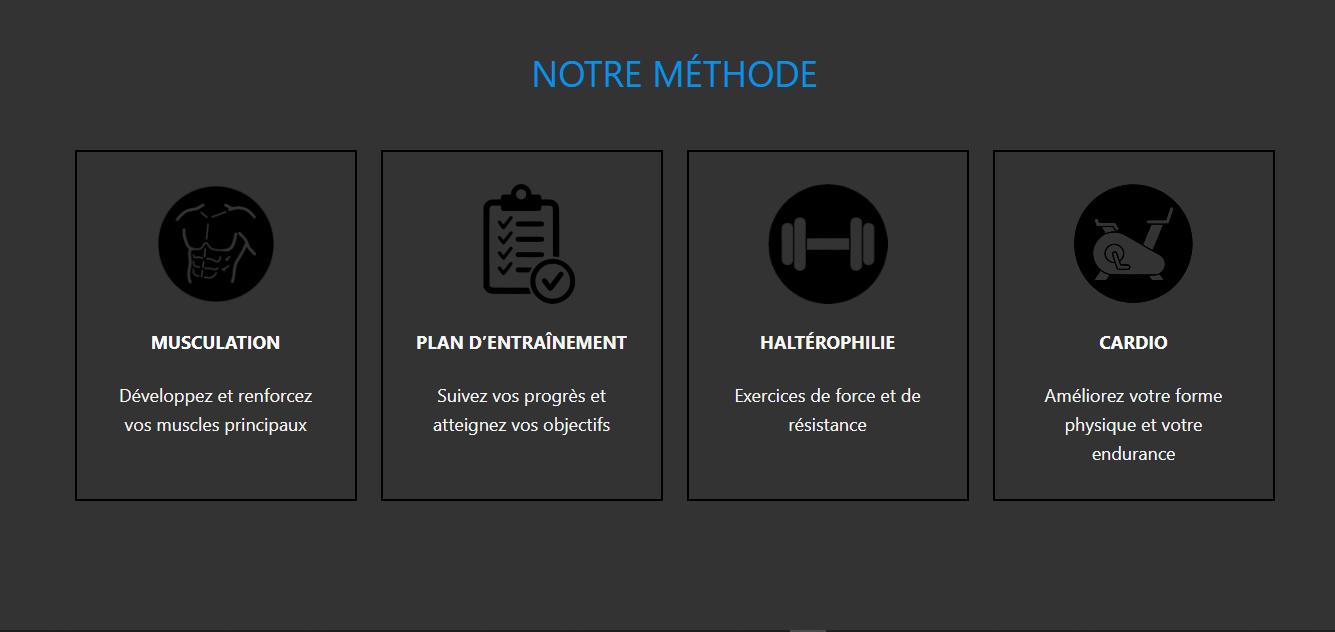 NOTRE MÉTHODE
MUSCULATION
Développez et renforcez
vos muscles principaux
PLAN D’ENTRAÎNEMENT
Suivez vos progrès et
atteignez vos objectifs
HALTÉROPHILIE
Exercices de force et de
résistance
CARDIO
Améliorez votre forme
physique et votre
endurance